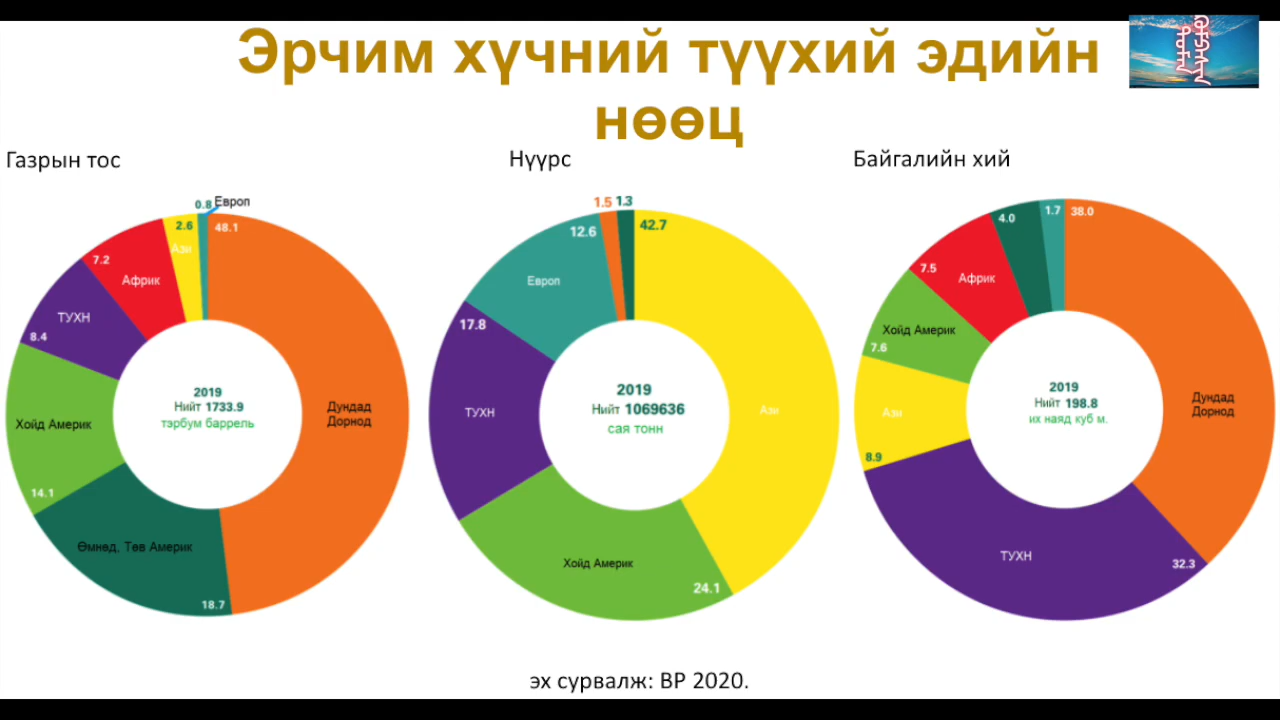 Эрчим хүчний түүхий эдийн
нөөц
Газрын тос
Нүүрс
Байгалийн хий
0.8 Европ
48.1
2.6
Ази
7.2
Африк
ТУХН
8.4
Хойд Америк
14.1
Өмнөд, Төв Америк
18.7
Дундад
Дорнод
2019
Нийт 1733.9
тэрбум баррель
1.5 1.3
42.7
12.6
Европ
17.8
ТУХН
Ази
Хойд Америк
24.1
2019
Нийт 1069636
сая тонн
1.7
38.0
4.0
7.5
Африк
Хойд Америк
7.6
Ази
8.9
ТУХН
32.3
Дундад
Дорнод
2019
Нийт 198.8
их наяд куб м.
эх сурвалж: BP 2020.